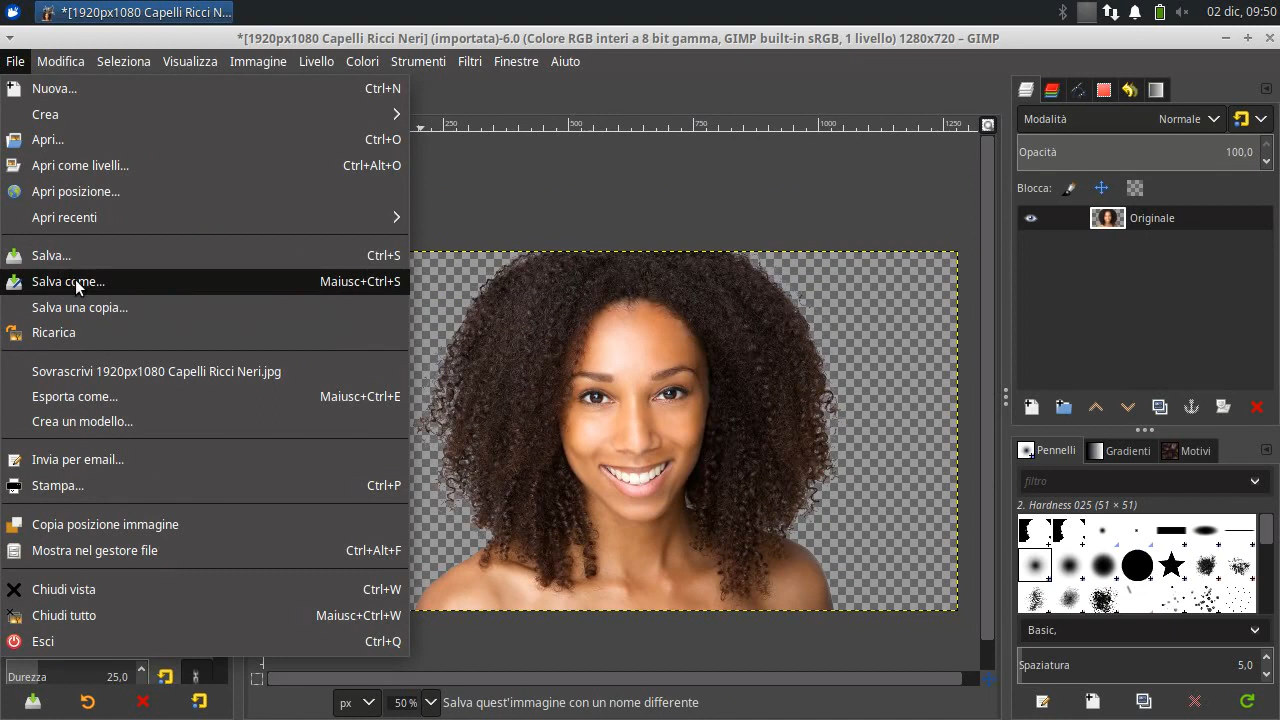 *[1920px1080 Capelli Ricci N...
02 dic, 09:50
*[1920px1080 Capelli Ricci Neri] (importata)-6.0 (Colore RGB interi a 8 bit gamma, GIMP built-in sRGB, 1 livello) 1280x720 – GIMP
File Modifica Seleziona Visualizza Immagine Livello Colori Strumenti Filtri Finestre Aiuto
Nuova... Ctrl+N
Crea
Apri... Ctrl+O
Apri come livelli... Ctrl+Alt+O
Apri posizione...
Apri recenti
Salva... Ctrl+S
Salva come... Maiusc+Ctrl+S
Salva una copia...
Ricarica
Sovrascrivi 1920px1080 Capelli Ricci Neri.jpg
Esporta come... Maiusc+Ctrl+E
Crea un modello...
Invia per email...
Stampa... Ctrl+P
Copia posizione immagine
Mostra nel gestore file Ctrl+Alt+F
Chiudi vista Ctrl+W
Chiudi tutto Maiusc+Ctrl+W
Esci Ctrl+Q
Durezza 25,0
250 500 750 1000 1250
px 50 % Salva quest'immagine con un nome differente
Modalità Normale
Opacità 100,0
Blocca:
Originale
Pennelli Gradienti Motivi
filtro
2. Hardness 025 (51 × 51)
Basic,
Spaziatura 5,0